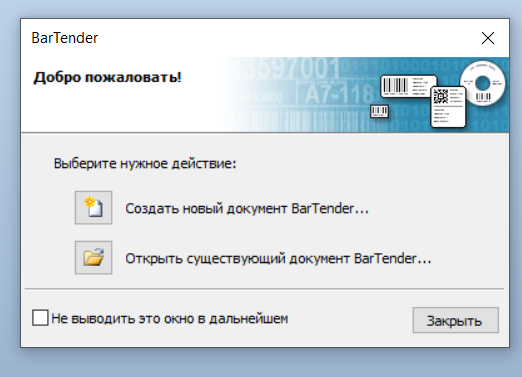 BarTender
Добро пожаловать!
3597001
A7-118
Выберите нужное действие:
Создать новый документ BarTender...
Открыть существующий документ BarTender...
Не выводить это окно в дальнейшем
Закрыть